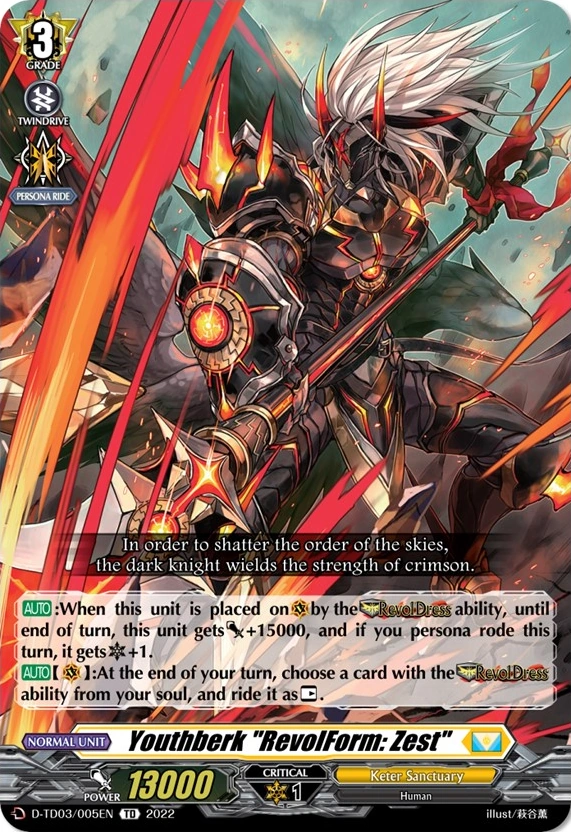 3
GRADE
TWINDRIVE
PERSONA RIDE
In order to shatter the order of the skies,
the dark knight wields the strength of crimson.
AUTO:When this unit is placed on by the RevolDress ability, until
end of turn, this unit gets +15000, and if you persona rode this
turn, it gets +1.
AUTO【 】:At the end of your turn, choose a card with the RevolDress
ability from your soul, and ride it as .
NORMAL UNIT
Youthberk "RevolForm: Zest"
POWER 13000
CRITICAL
1
Keter Sanctuary
Human
D-TD03/005EN TD 2022
illust/萩谷薫